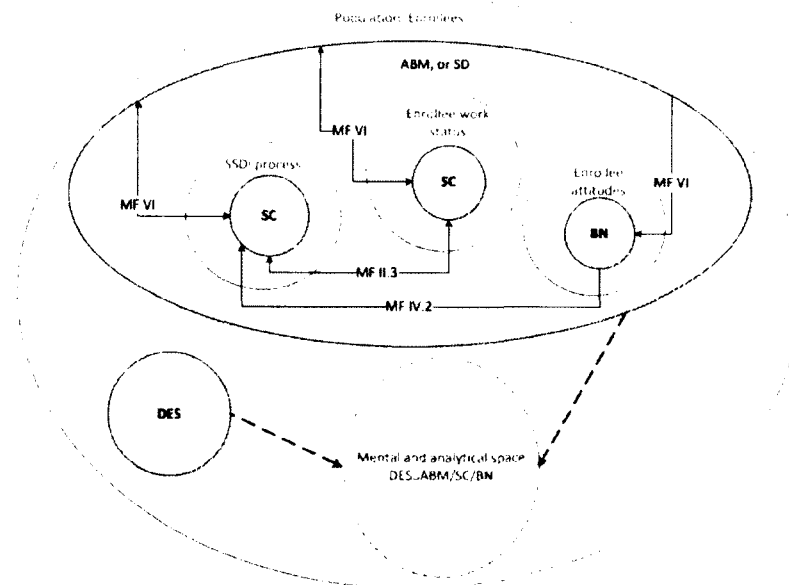 Population: Enrollees
ABM, or SD
Enrollee work
status
MF VI
SSDI process
SC
Enrollee
attitudes
MF VI
MF VI
SC
BN
MF II.3
MF IV.2
DES
Mental and analytical space
DES..ABM/SC/BN